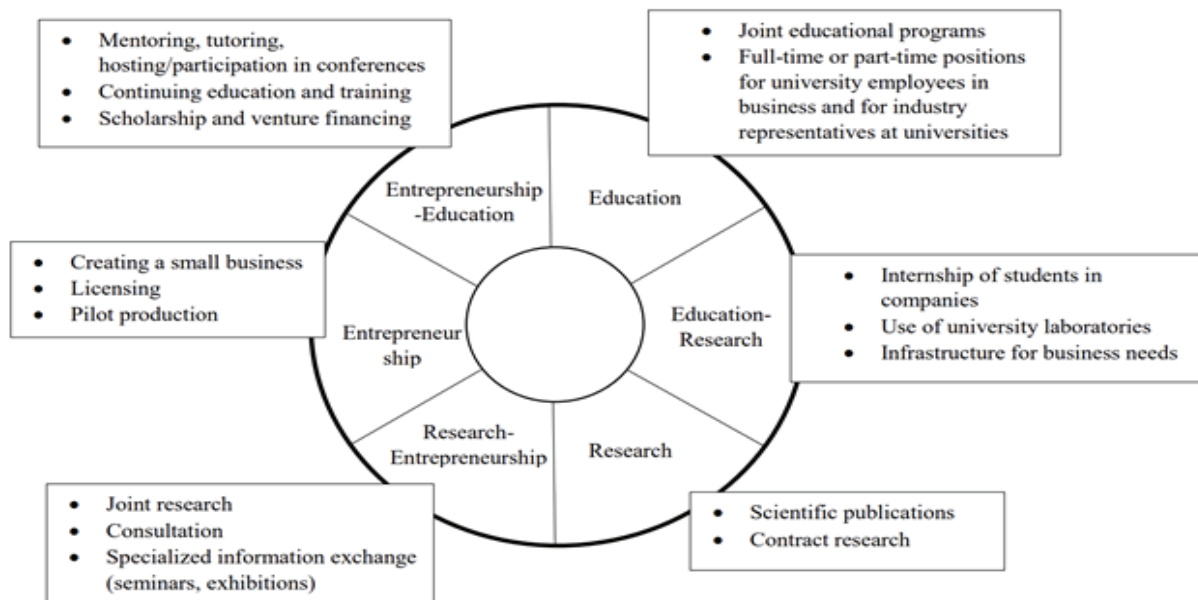 • Mentoring, tutoring,
hosting/participation in conferences
• Continuing education and training
• Scholarship and venture financing
• Joint educational programs
• Full-time or part-time positions
for university employees in
business and for industry
representatives at universities
Entrepreneurship
-Education
Education
• Creating a small business
• Licensing
• Pilot production
• Internship of students in
companies
• Use of university laboratories
• Infrastructure for business needs
Entrepreneur
ship
Education-
Research
Research-
Entrepreneurship
Research
• Joint research
• Consultation
• Specialized information exchange
(seminars, exhibitions)
• Scientific publications
• Contract research